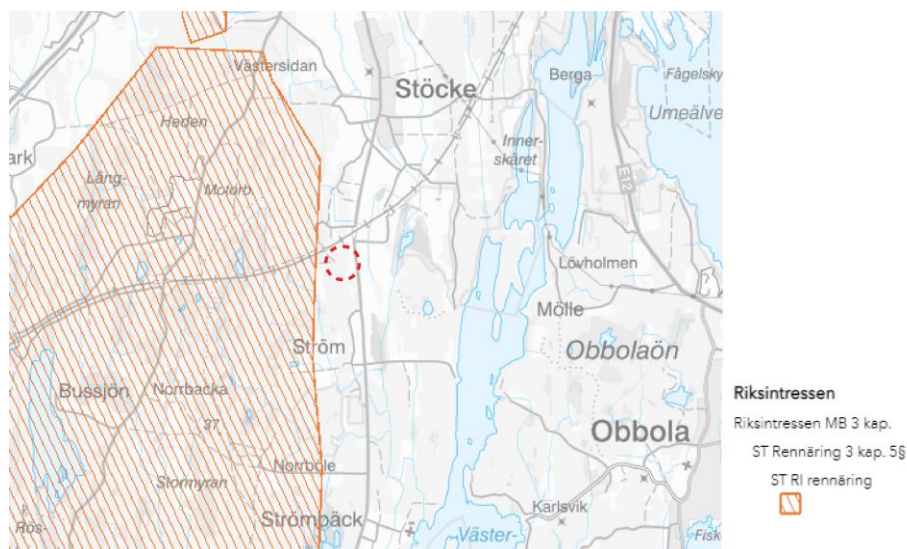 Västersidan
Stöcke
Berga
Fågelsky
Umeälve
Heden
Inner-
skäret
ark
Lång-
myran
Motorb.
E12
Lövholmen
Mölle
Ström
Obbolaön
Bussjön
Norrbacka
37
Obbola
Norrböle
Stormyran
Karlsvik
Rös-
Strömbäck
Väster-
Fisk
Riksintressen
Riksintressen MB 3 kap.
ST Rennäring 3 kap. 5§
ST RI rennäring